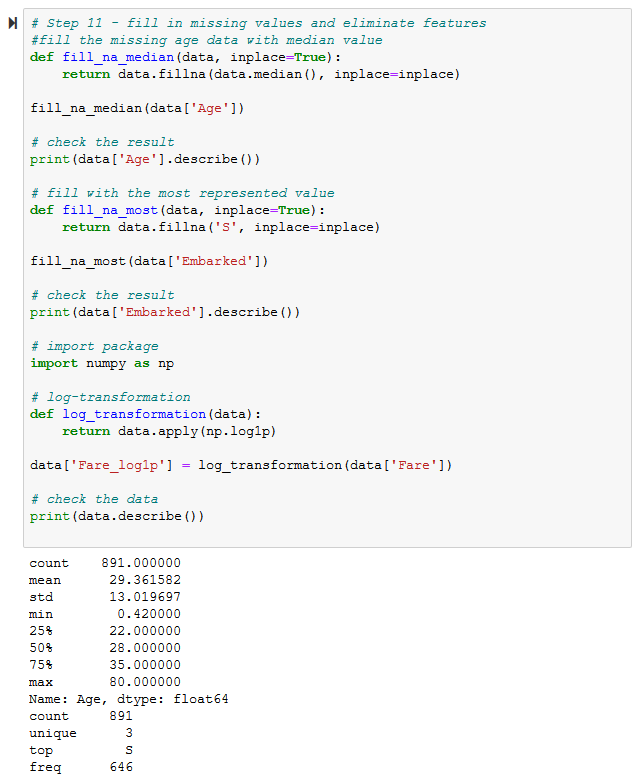 # Step 11 - fill in missing values and eliminate features
#fill the missing age data with median value
def fill_na_median(data, inplace=True):
    return data.fillna(data.median(), inplace=inplace)
fill_na_median(data['Age'])
# check the result
print(data['Age'].describe())
# fill with the most represented value
def fill_na_most(data, inplace=True):
    return data.fillna('S', inplace=inplace)
fill_na_most(data['Embarked'])
# check the result
print(data['Embarked'].describe())
# import package
import numpy as np
# log-transformation
def log_transformation(data):
    return data.apply(np.log1p)
data['Fare_log1p'] = log_transformation(data['Fare'])
# check the data
print(data.describe())
count    891.000000
mean      29.361582
std       13.019697
min        0.420000
25%       22.000000
50%       28.000000
75%       35.000000
max       80.000000
Name: Age, dtype: float64
count     891
unique      3
top         S
freq      646